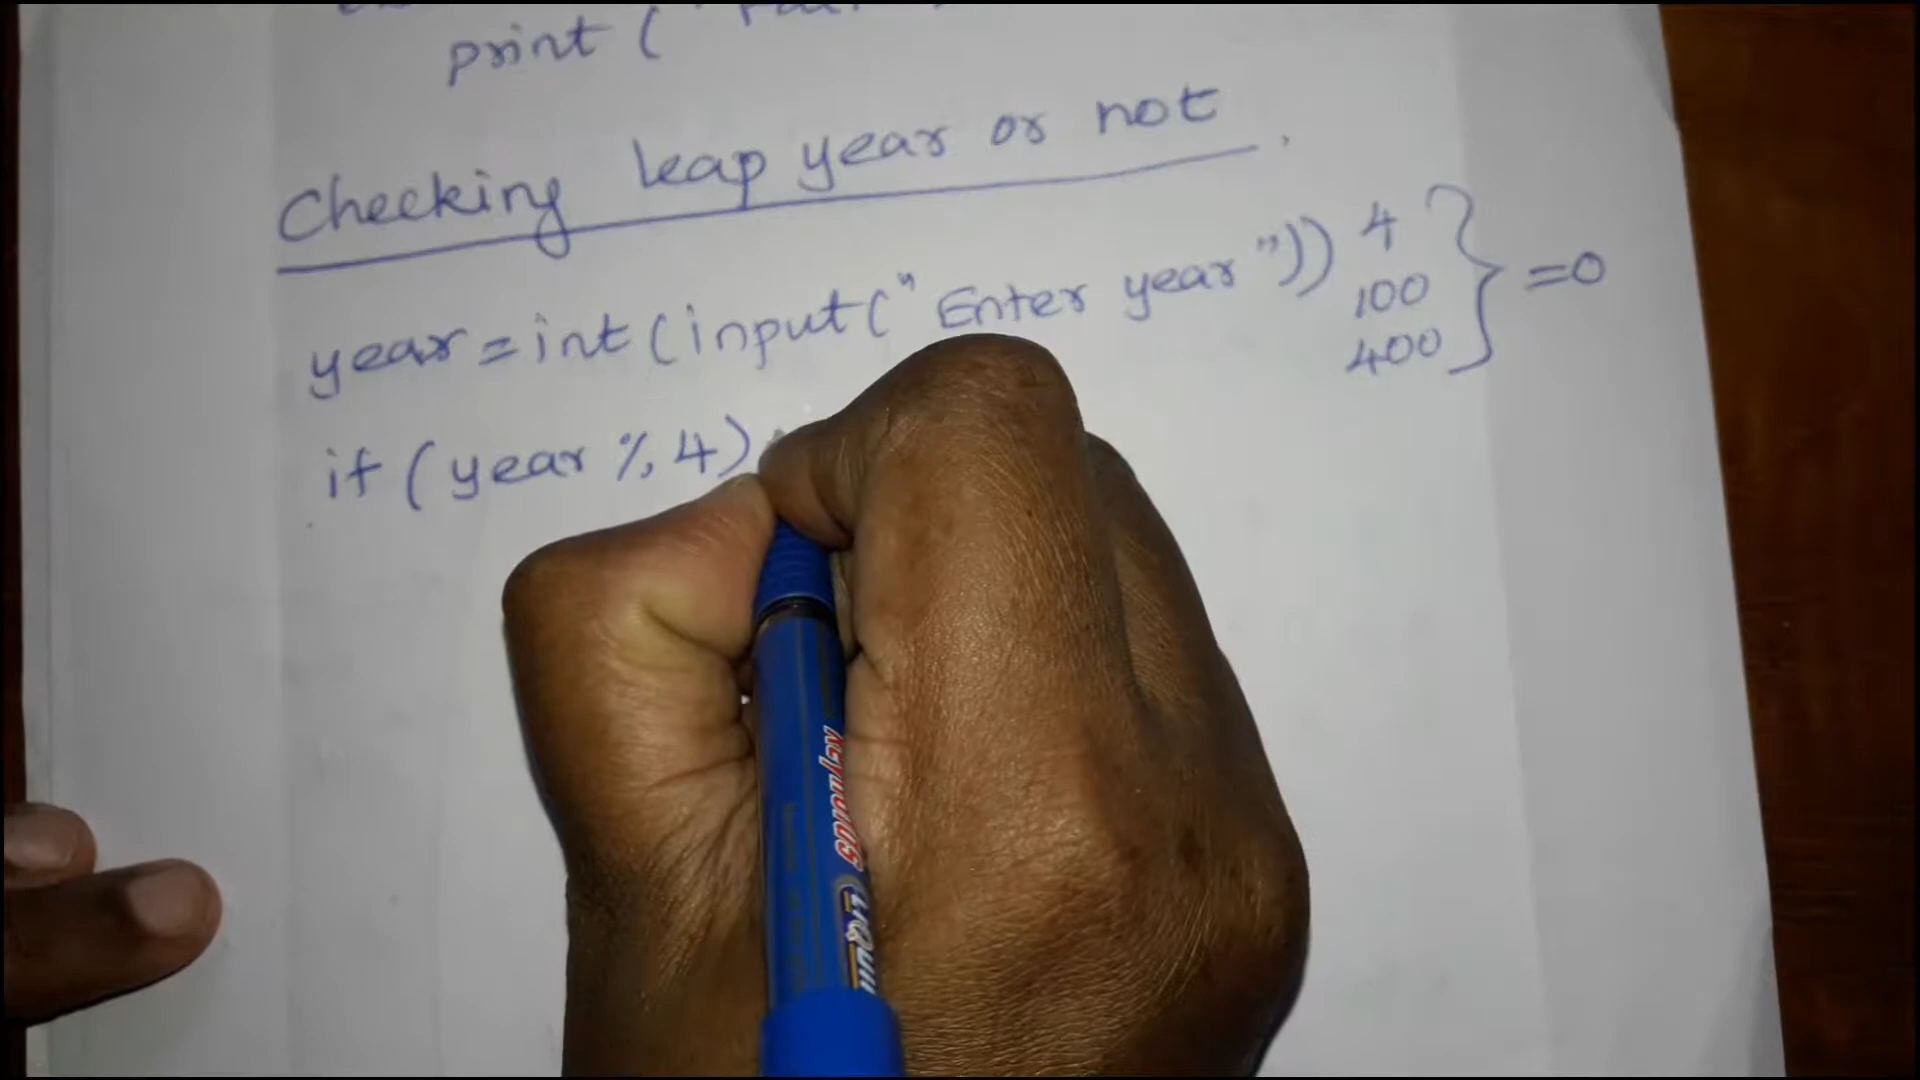 print ("
Checking leap year or not.
year = int (input (" Enter year "))
4
100
400
} = 0
if (year % 4)